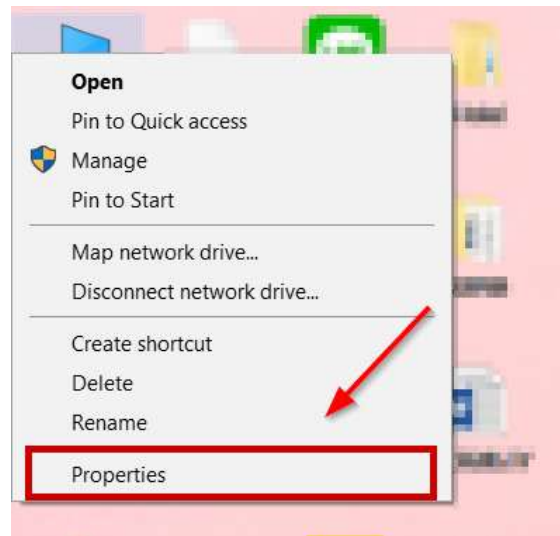 Open
Pin to Quick access
Manage
Pin to Start
Map network drive...
Disconnect network drive...
Create shortcut
Delete
Rename
Properties